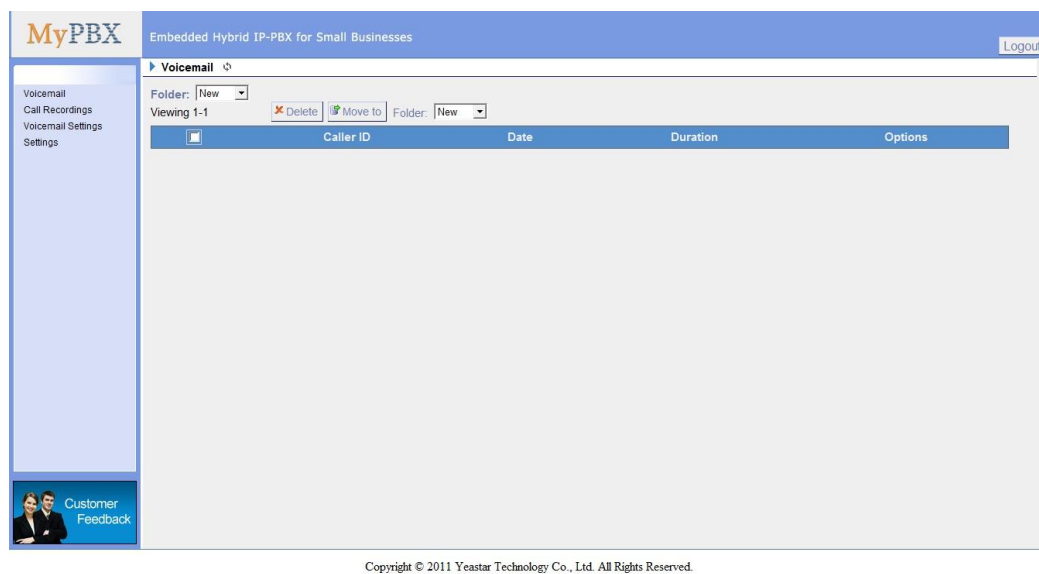 MyPBX
Embedded Hybrid IP-PBX for Small Businesses
Logout
Voicemail
Call Recordings
Voicemail Settings
Settings
Voicemail
Folder: New
Viewing 1-1 Delete Move to Folder: New
Caller ID Date Duration Options
Customer
Feedback
Copyright © 2011 Yeastar Technology Co., Ltd. All Rights Reserved.